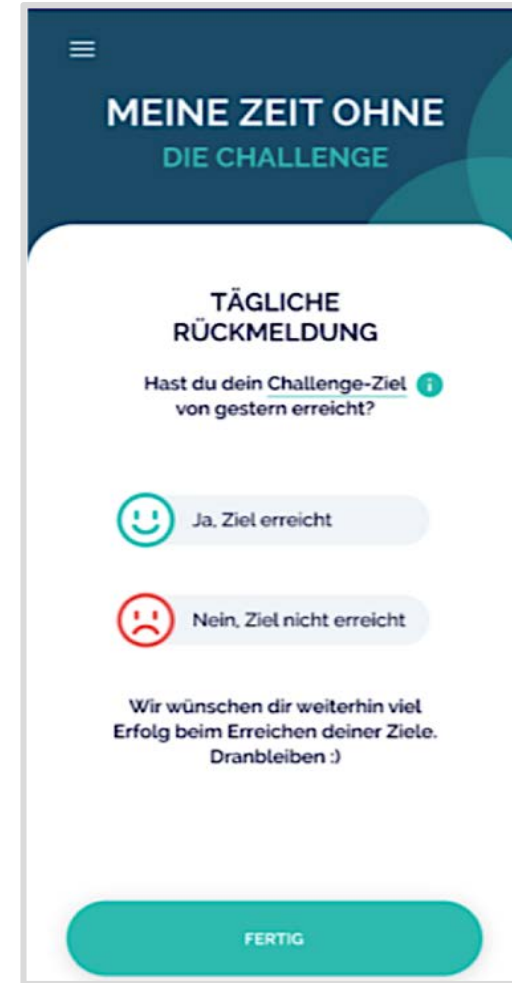 MEINE ZEIT OHNE
DIE CHALLENGE
TÄGLICHE
RÜCKMELDUNG
Hast du dein Challenge-Ziel i
von gestern erreicht?
Ja, Ziel erreicht
Nein, Ziel nicht erreicht
Wir wünschen dir weiterhin viel
Erfolg beim Erreichen deiner Ziele.
Dranbleiben :)
FERTIG